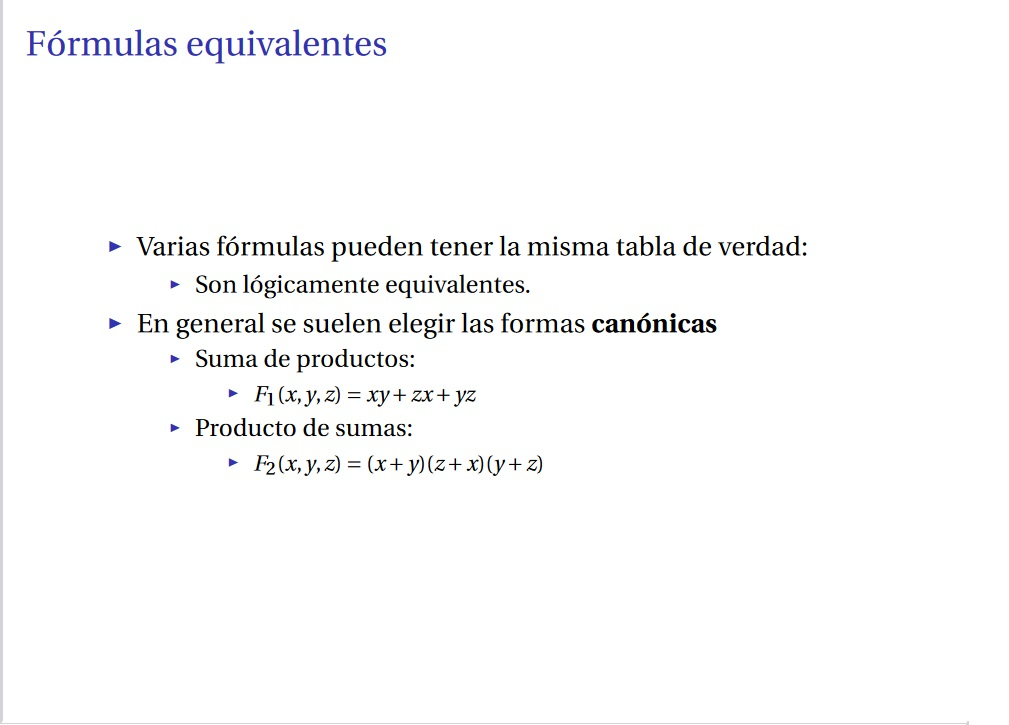 Fórmulas equivalentes
▶ Varias fórmulas pueden tener la misma tabla de verdad:
▶ Son lógicamente equivalentes.
▶ En general se suelen elegir las formas canónicas
▶ Suma de productos:
▶ F₁(x, y, z) = xy + zx + yz
▶ Producto de sumas:
▶ F₂(x, y, z) = (x + y)(z + x)(y + z)